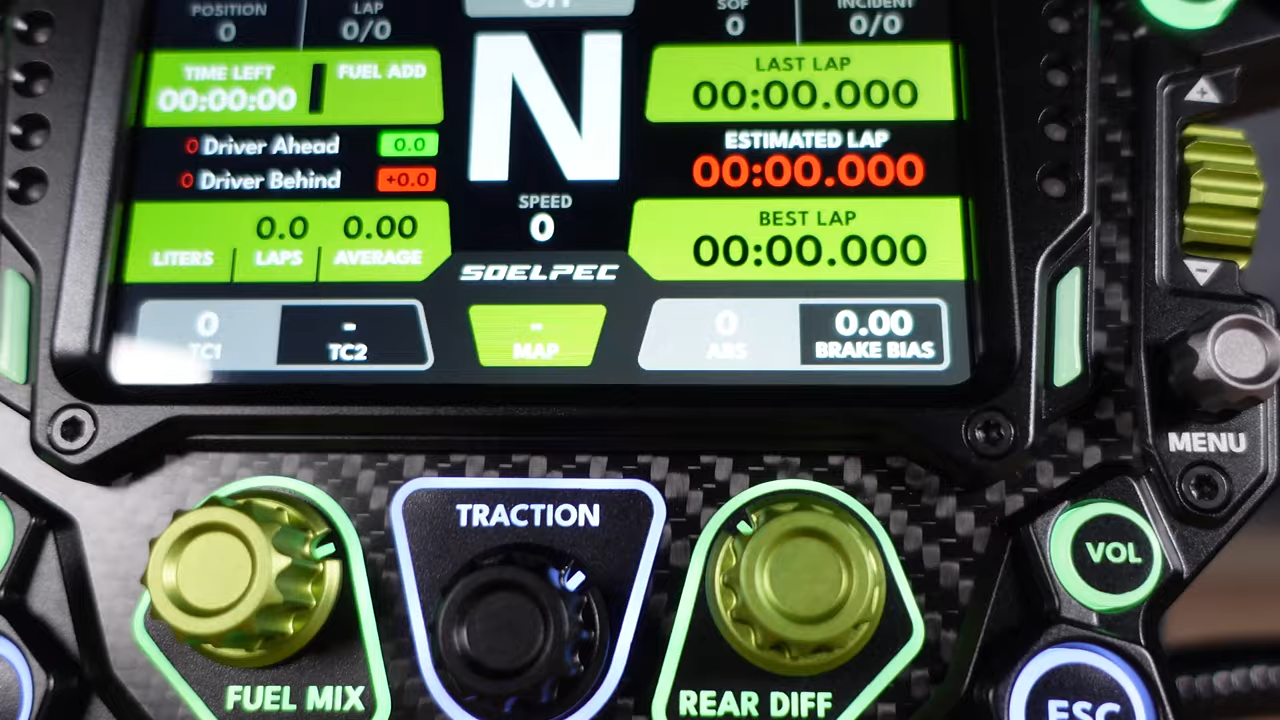 POSITION
0
LAP
0/0
SOF
0
INCIDENT
0/0
N
TIME LEFT
00:00:00
FUEL ADD
LAST LAP
00:00.000
0 Driver Ahead 0.0
0 Driver Behind +0.0
ESTIMATED LAP
00:00.000
SPEED
0
0.0 0.00
LITERS LAPS AVERAGE
BEST LAP
00:00.000
SOELPEC
0
TC1
-
TC2
-
MAP
0
ABS
0.00
BRAKE BIAS
+
-
MENU
TRACTION
VOL
FUEL MIX
REAR DIFF
ESC